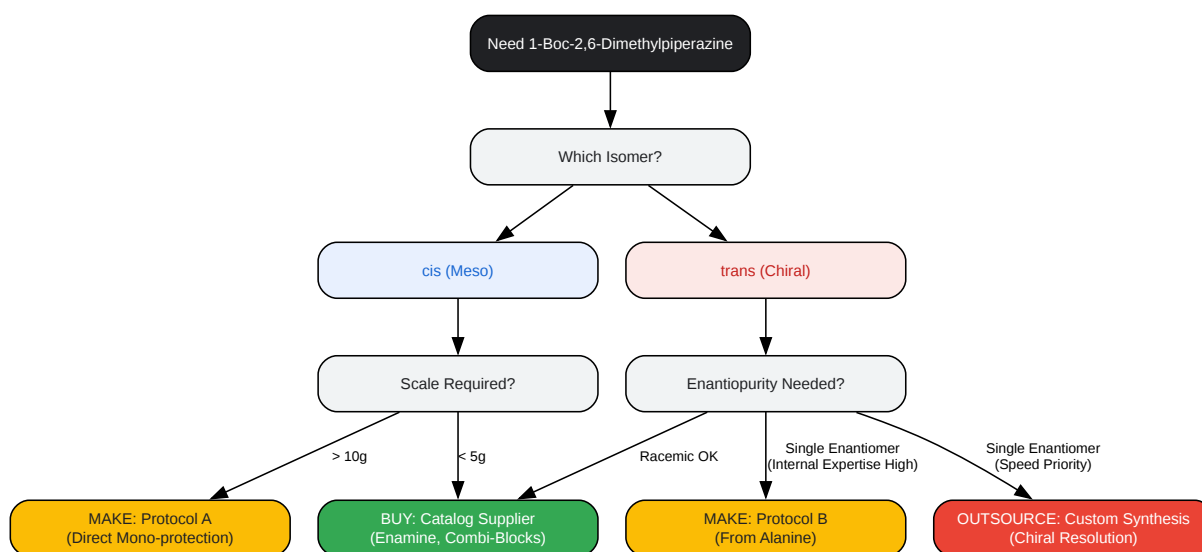 Need 1-Boc-2,6-Dimethylpiperazine
Which Isomer?
cis (Meso)
trans (Chiral)
Scale Required?
Enantiopurity Needed?
> 10g
< 5g
Racemic OK
Single Enantiomer
(Internal Expertise High)
Single Enantiomer
(Speed Priority)
MAKE: Protocol A
(Direct Mono-protection)
BUY: Catalog Supplier
(Enamine, Combi-Blocks)
MAKE: Protocol B
(From Alanine)
OUTSOURCE: Custom Synthesis
(Chiral Resolution)